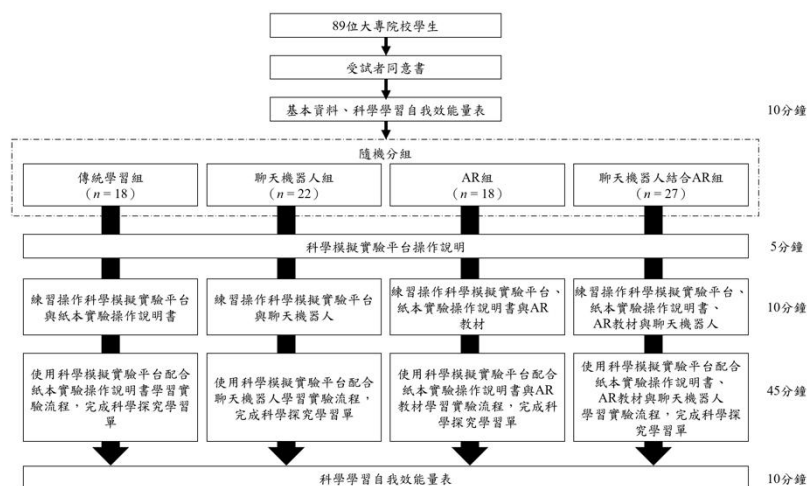 89位大專院校學生
受試者同意書
基本資料、科學學習自我效能量表
10分鐘
隨機分組
傳統學習組
（n = 18）
聊天機器人組
（n = 22）
AR組
（n = 18）
聊天機器人結合AR組
（n = 27）
科學模擬實驗平台操作說明
5分鐘
練習操作科學模擬實驗平台
與紙本實驗操作說明書
練習操作科學模擬實驗平台
與聊天機器人
練習操作科學模擬實驗平台、
紙本實驗操作說明書與AR
教材
練習操作科學模擬實驗平台、
紙本實驗操作說明書、
AR教材與聊天機器人
10分鐘
使用科學模擬實驗平台配合
紙本實驗操作說明書學習實
驗流程，完成科學探究學習
單
使用科學模擬實驗平台配合
聊天機器人學習實驗流程，
完成科學探究學習單
使用科學模擬實驗平台配合
紙本實驗操作說明書與AR
教材學習實驗流程，完成科
學探究學習單
使用科學模擬實驗平台配合
紙本實驗操作說明書、
AR教材與聊天機器人
學習實驗流程，完成科學探
究學習單
45分鐘
科學學習自我效能量表
10分鐘